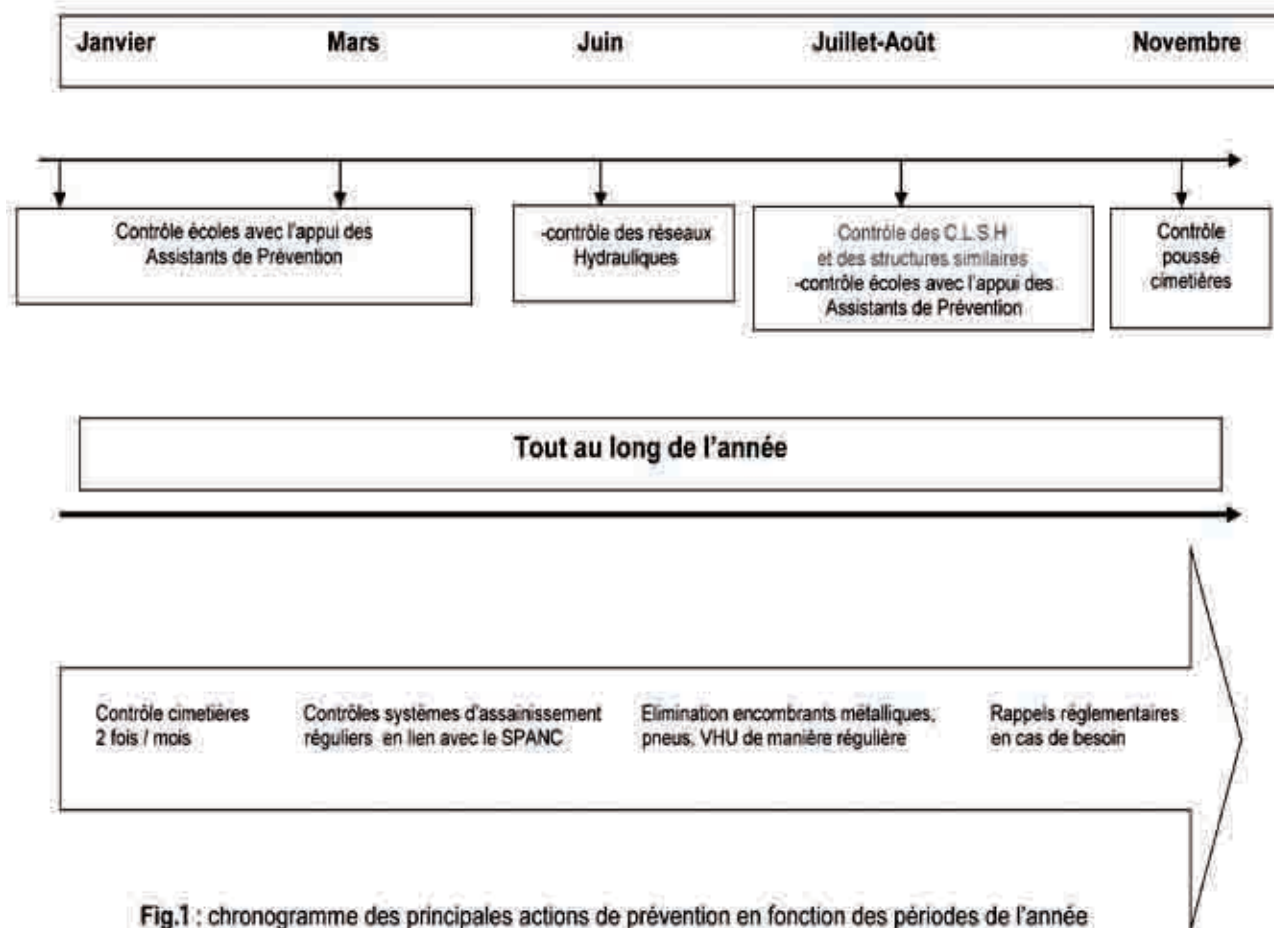 Janvier Mars Juin Juillet-Août Novembre
Contrôle écoles avec l'appui des
Assistants de Prévention
-contrôle des réseaux
Hydrauliques
Contrôle des C.L.S.H
et des structures similaires
-contrôle écoles avec l'appui des
Assistants de Prévention
Contrôle
poussé
cimetières
Tout au long de l'année
Contrôle cimetières
2 fois / mois
Contrôles systèmes d'assainissement
réguliers en lien avec le SPANC
Elimination encombrants métalliques,
pneus, VHU de manière régulière
Rappels réglementaires
en cas de besoin
Fig.1 : chronogramme des principales actions de prévention en fonction des périodes de l'année